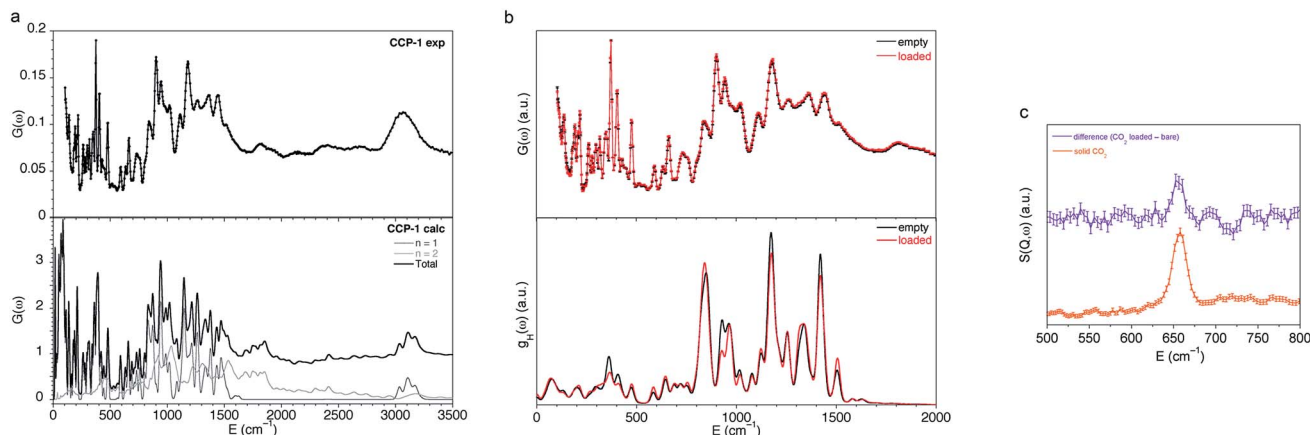 a
CCP-1 exp
0.2
0.15
0.1
0.05
0
G(ω)
CCP-1 calc
n = 1
n = 2
Total
3
2
1
0
G(ω)
0 500 1000 1500 2000 2500 3000 3500
E (cm⁻¹)
b
empty
loaded
G(ω) (a.u.)
empty
loaded
g_H(ω) (a.u.)
0 500 1000 1500 2000
E (cm⁻¹)
c
difference (CO₂ loaded – bare)
solid CO₂
S(Q,ω) (a.u.)
500 550 600 650 700 750 800
E (cm⁻¹)